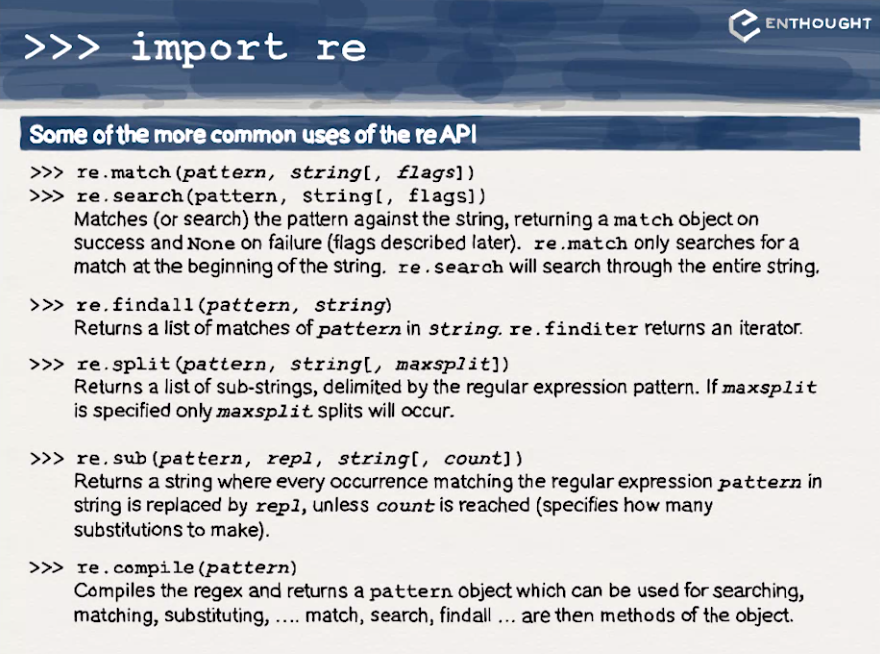 >>> import re
ENTHOUGHT
Some of the more common uses of the re API
>>> re.match(pattern, string[, flags])
>>> re.search(pattern, string[, flags])
Matches (or search) the pattern against the string, returning a match object on
success and None on failure (flags described later). re.match only searches for a
match at the beginning of the string. re.search will search through the entire string.
>>> re.findall(pattern, string)
Returns a list of matches of pattern in string. re.finditer returns an iterator.
>>> re.split(pattern, string[, maxsplit])
Returns a list of sub-strings, delimited by the regular expression pattern. If maxsplit
is specified only maxsplit splits will occur.
>>> re.sub(pattern, repl, string[, count])
Returns a string where every occurrence matching the regular expression pattern in
string is replaced by repl, unless count is reached (specifies how many
substitutions to make).
>>> re.compile(pattern)
Compiles the regex and returns a pattern object which can be used for searching,
matching, substituting, .... match, search, findall ... are then methods of the object.